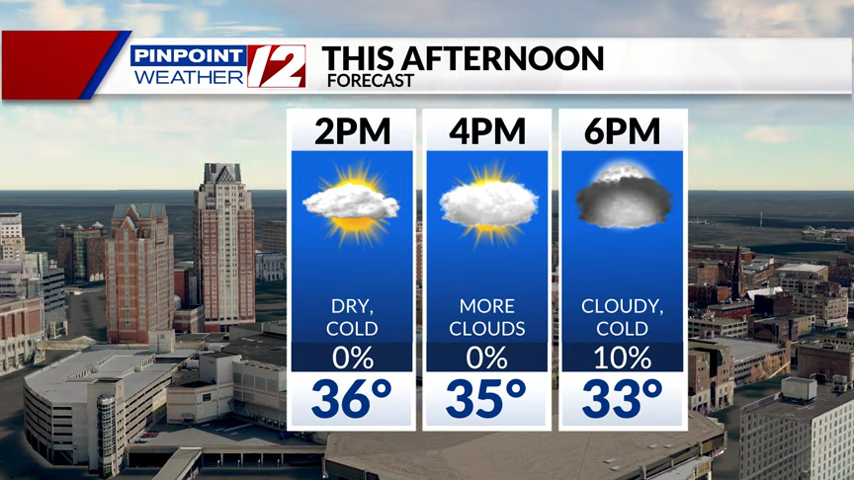 PINPOINT
WEATHER 12
THIS AFTERNOON
FORECAST
2PM
4PM
6PM
DRY,
COLD
MORE
CLOUDS
CLOUDY,
COLD
0%
0%
10%
36°
35°
33°